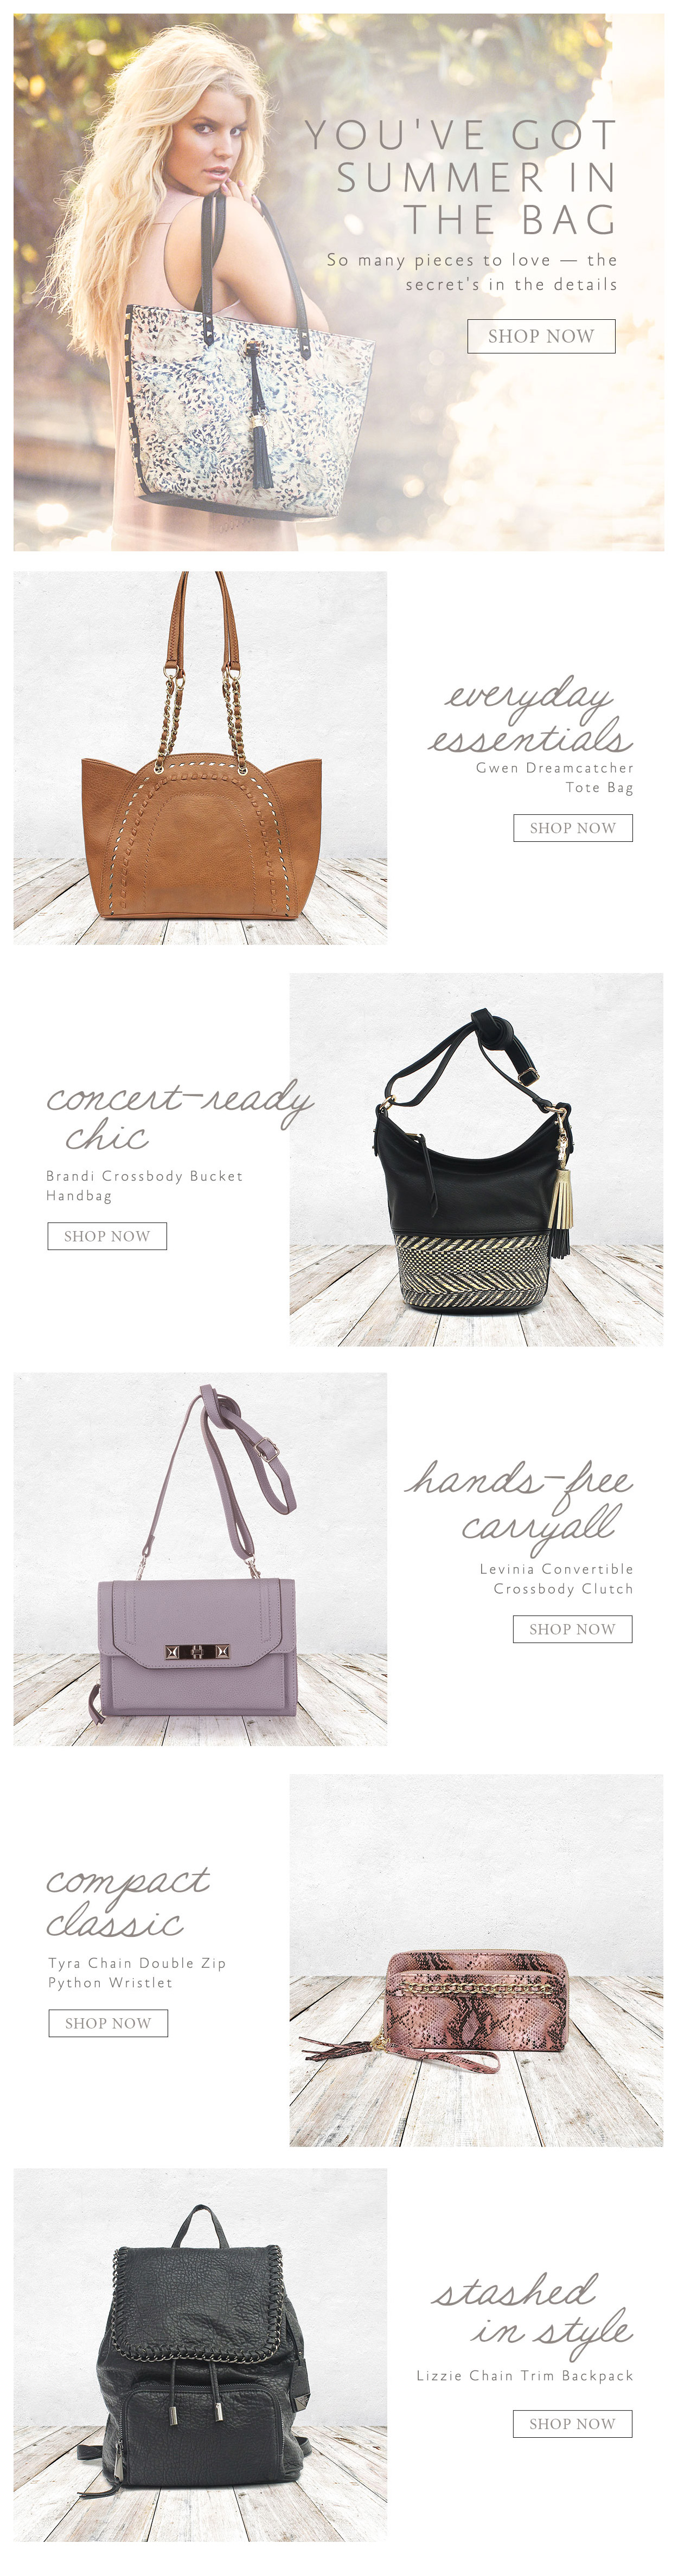 YOU'VE GOT
SUMMER IN
THE BAG
So many pieces to love — the
secret's in the details
SHOP NOW
everyday
essentials
Gwen Dreamcatcher
Tote Bag
SHOP NOW
concert-ready
chic
Brandi Crossbody Bucket
Handbag
SHOP NOW
hands-free
carryall
Levinia Convertible
Crossbody Clutch
SHOP NOW
compact
classic
Tyra Chain Double Zip
Python Wristlet
SHOP NOW
stashed
in style
Lizzie Chain Trim Backpack
SHOP NOW